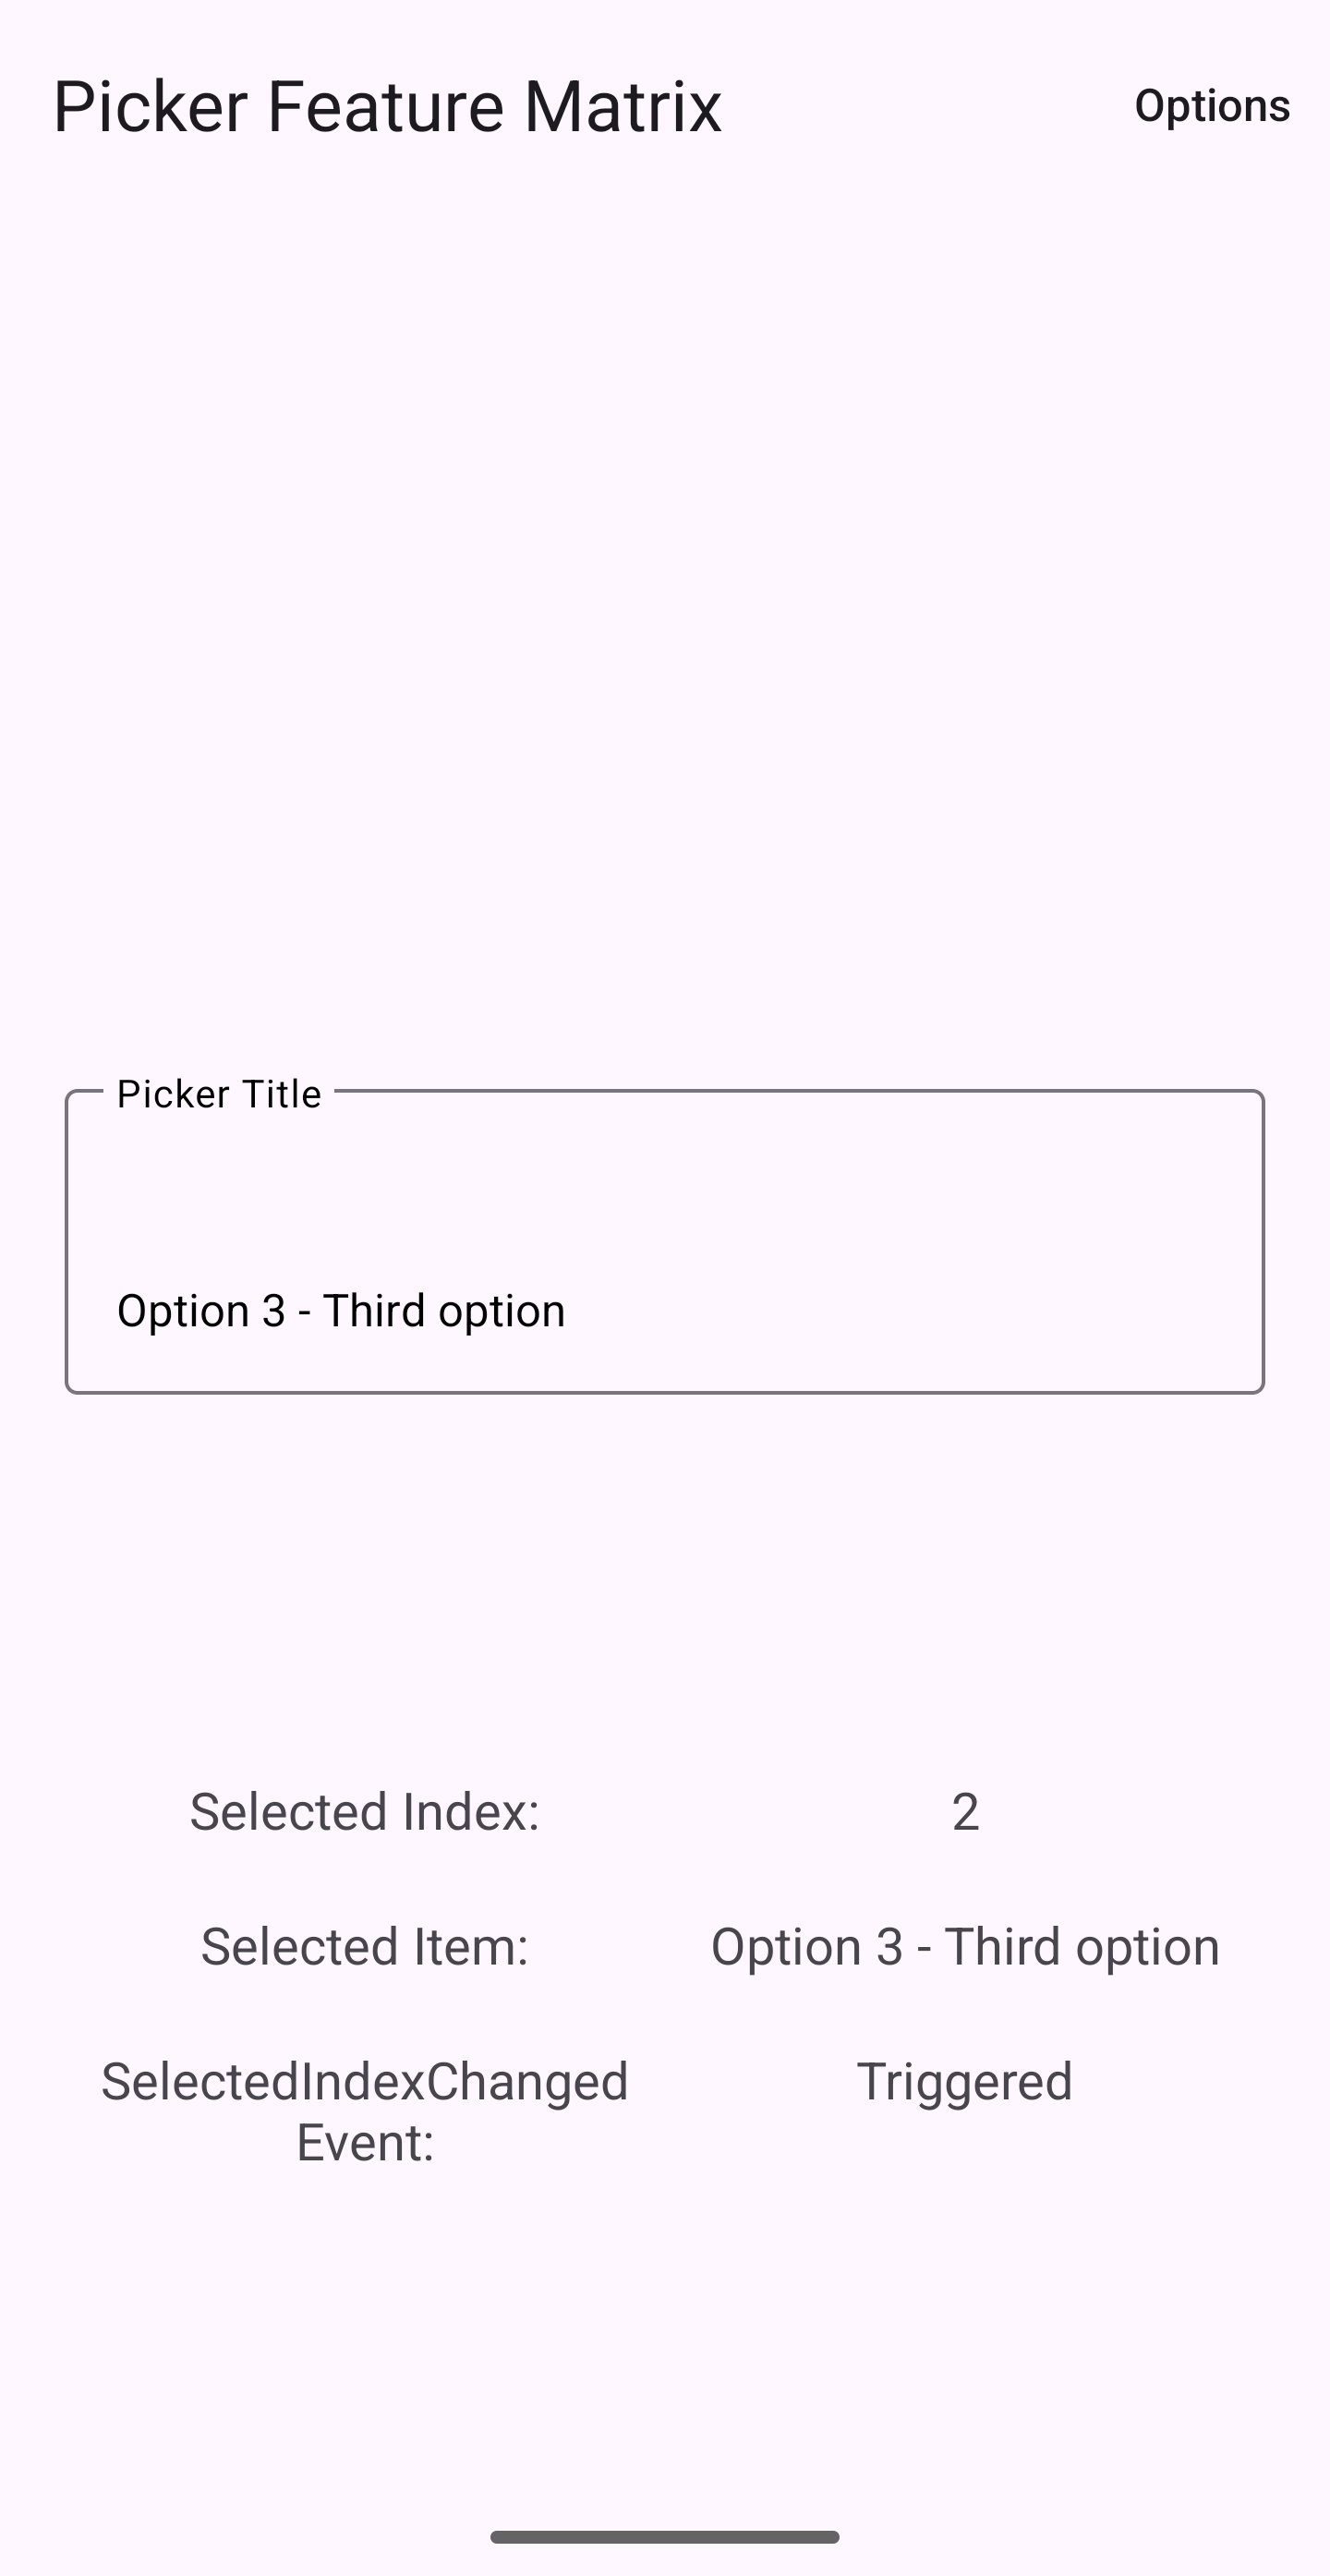 Picker Feature Matrix
Options
Picker Title
Option 3 - Third option
Selected Index: 2
Selected Item: Option 3 - Third option
SelectedIndexChanged Triggered
Event: